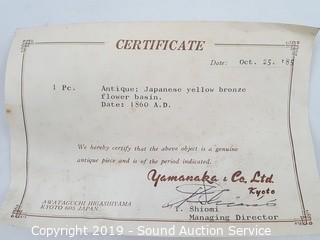 CERTIFICATE
Date: Oct. 25. '85
1 Pc. Antique; Japanese yellow bronze
flower basin.
Date: 1860 A.D.
We hereby certify that the above object is a genuine
antique piece and is of the period indicated.
Yamanaka & Co. Ltd.
Kyoto
T. Shiomi
Managing Director
AWATAGUCHI HIGASHIYAMA
KYOTO 605 JAPAN
Copyright 2019 - Sound Auction Service